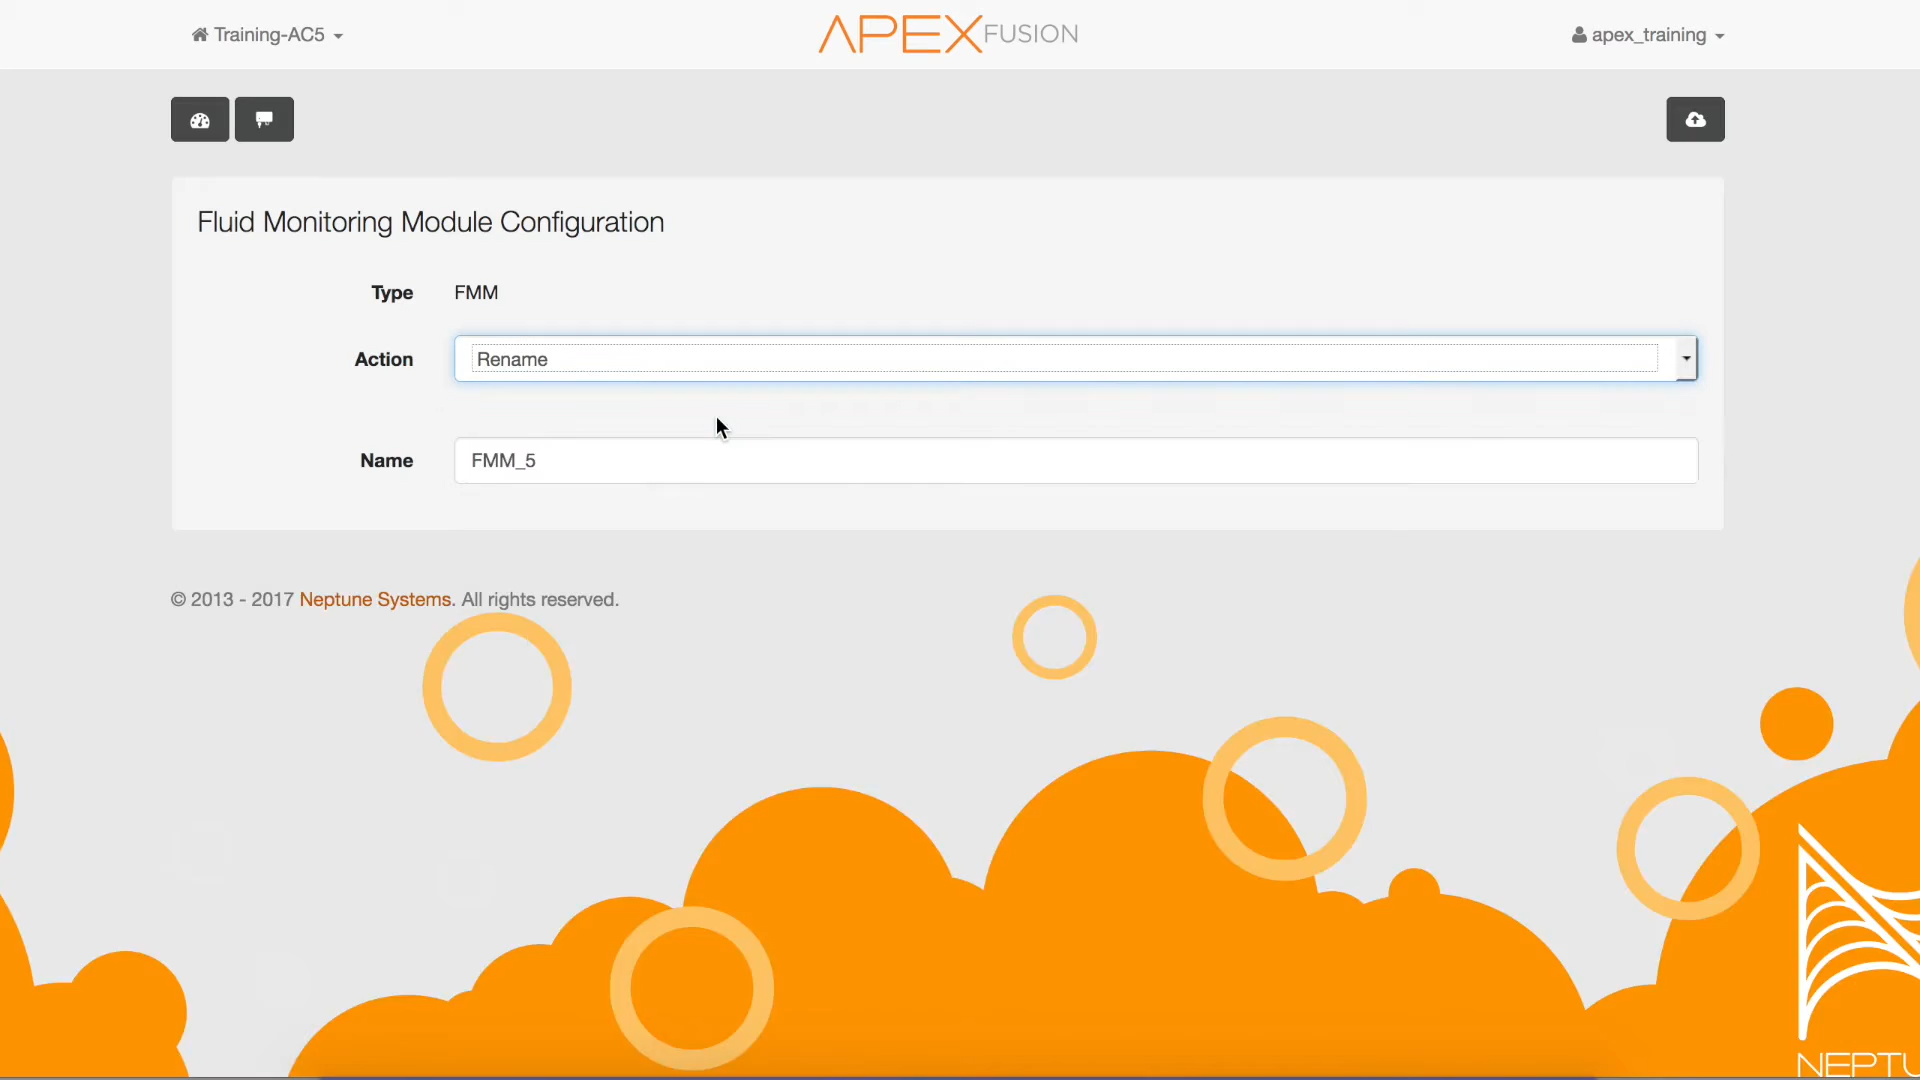 Training-AC5
APEX FUSION
apex_training
Fluid Monitoring Module Configuration
Type FMM
Action Rename
Name FMM_5
© 2013 - 2017 Neptune Systems. All rights reserved.